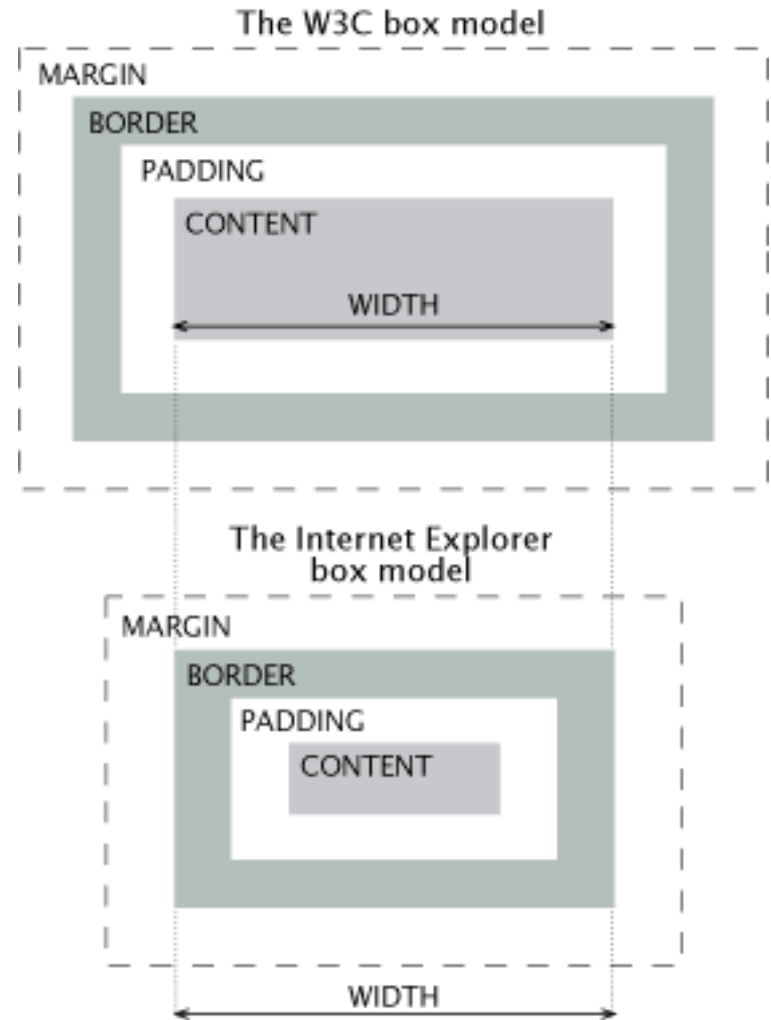 The W3C box model
MARGIN
BORDER
PADDING
CONTENT
WIDTH
The Internet Explorer
box model
MARGIN
BORDER
PADDING
CONTENT
WIDTH